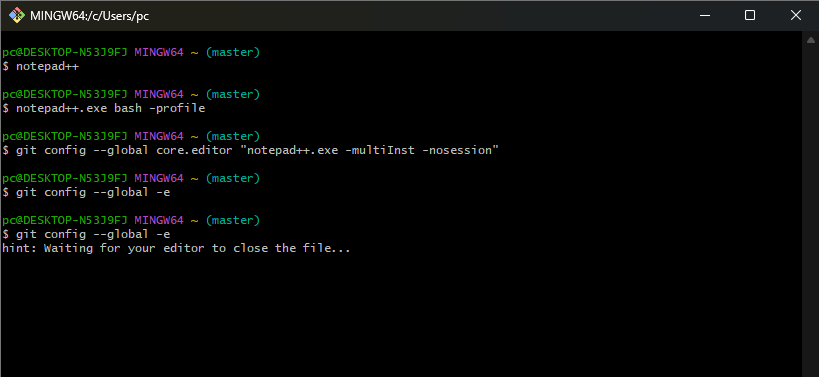 MINGW64:/c/Users/pc
pc@DESKTOP-N53J9FJ MINGW64 ~ (master)
$ notepad++
pc@DESKTOP-N53J9FJ MINGW64 ~ (master)
$ notepad++.exe bash -profile
pc@DESKTOP-N53J9FJ MINGW64 ~ (master)
$ git config --global core.editor "notepad++.exe -multiInst -nosession"
pc@DESKTOP-N53J9FJ MINGW64 ~ (master)
$ git config --global -e
pc@DESKTOP-N53J9FJ MINGW64 ~ (master)
$ git config --global -e
hint: Waiting for your editor to close the file...